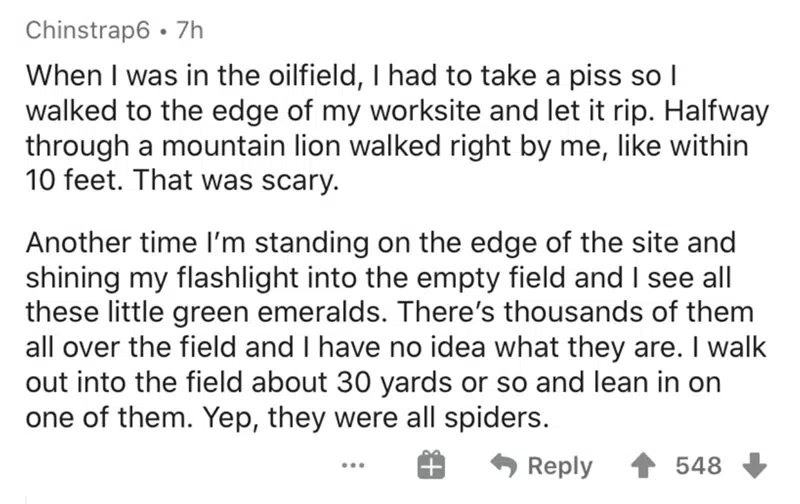 Chinstrap6 • 7h
When I was in the oilfield, I had to take a piss so I
walked to the edge of my worksite and let it rip. Halfway
through a mountain lion walked right by me, like within
10 feet. That was scary.
Another time I’m standing on the edge of the site and
shining my flashlight into the empty field and I see all
these little green emeralds. There’s thousands of them
all over the field and I have no idea what they are. I walk
out into the field about 30 yards or so and lean in on
one of them. Yep, they were all spiders.
... Reply 548